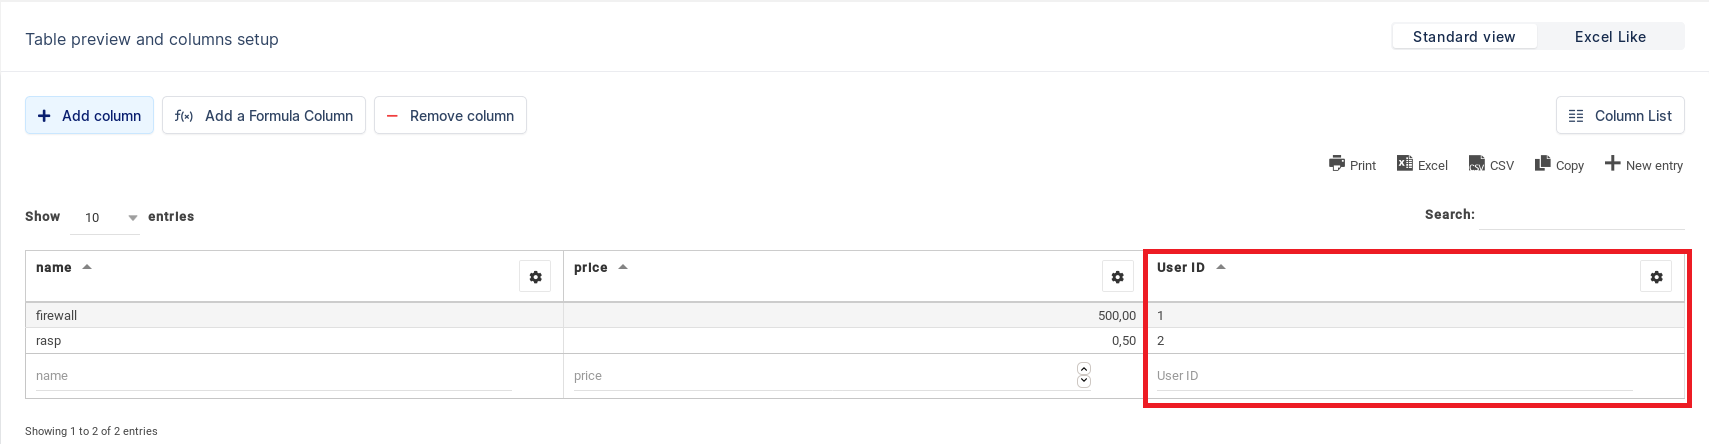 Table preview and columns setup
Standard view Excel Like
Add column f(x) Add a Formula Column Remove column Column List
Print Excel CSV CSV Copy New entry
Show 10 entries Search:
name price User ID
firewall 500,00 1
rasp 0,50 2
name price User ID
Showing 1 to 2 of 2 entries